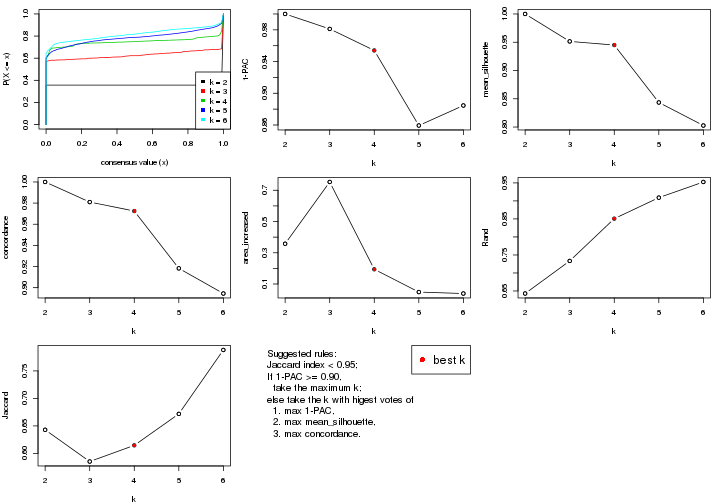 P(X <= x)
0.0 0.2 0.4 0.6 0.8 1.0
k = 2
k = 3
k = 4
k = 5
k = 6
0.0 0.2 0.4 0.6 0.8 1.0
consensus value (x)
1-PAC
0.86 0.90 0.94 0.98
2 3 4 5 6
k
mean_silhouette
0.80 0.85 0.90 0.95 1.00
2 3 4 5 6
k
concordance
0.90 0.92 0.94 0.96 0.98 1.00
2 3 4 5 6
k
area_increased
0.1 0.3 0.5 0.7
2 3 4 5 6
k
Rand
0.65 0.75 0.85 0.95
2 3 4 5 6
k
Jaccard
0.60 0.65 0.70 0.75
2 3 4 5 6
k
Suggested rules:
Jaccard index < 0.95;
If 1-PAC >= 0.90,
take the maximum k;
else take the k with higest votes of
1. max 1-PAC,
2. max mean_silhouette,
3. max concordance.
best k